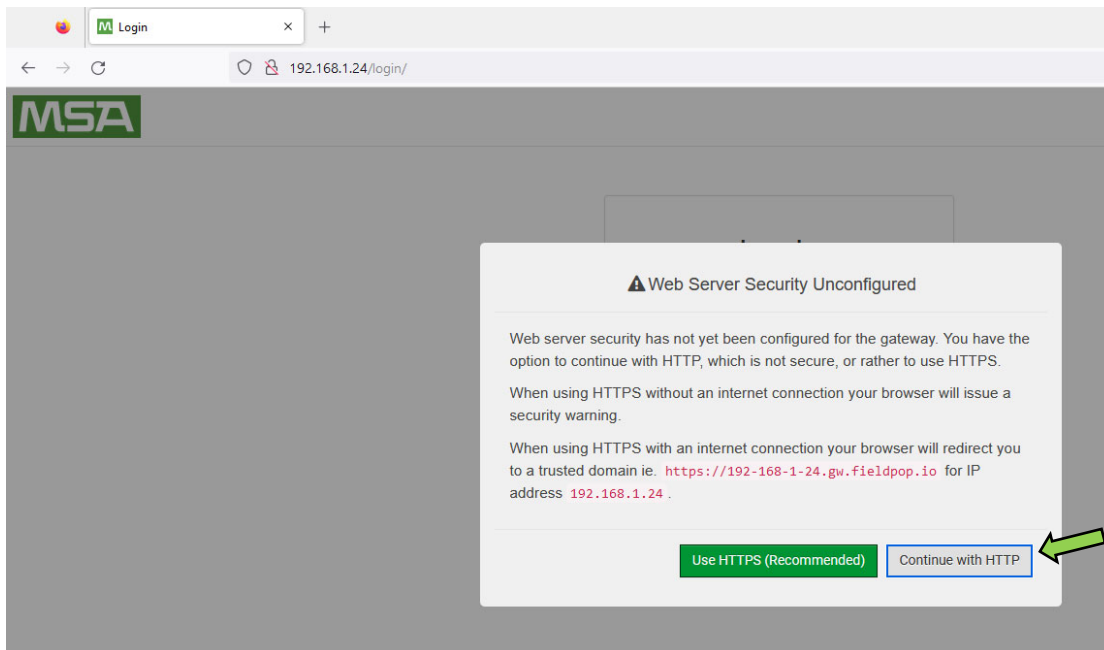 Login
192.168.1.24/login/
MSA
Web Server Security Unconfigured
Web server security has not yet been configured for the gateway. You have the
option to continue with HTTP, which is not secure, or rather to use HTTPS.
When using HTTPS without an internet connection your browser will issue a
security warning.
When using HTTPS with an internet connection your browser will redirect you
to a trusted domain ie. https://192-168-1-24.gw.fieldpop.io for IP
address 192.168.1.24 .
Use HTTPS (Recommended) Continue with HTTP